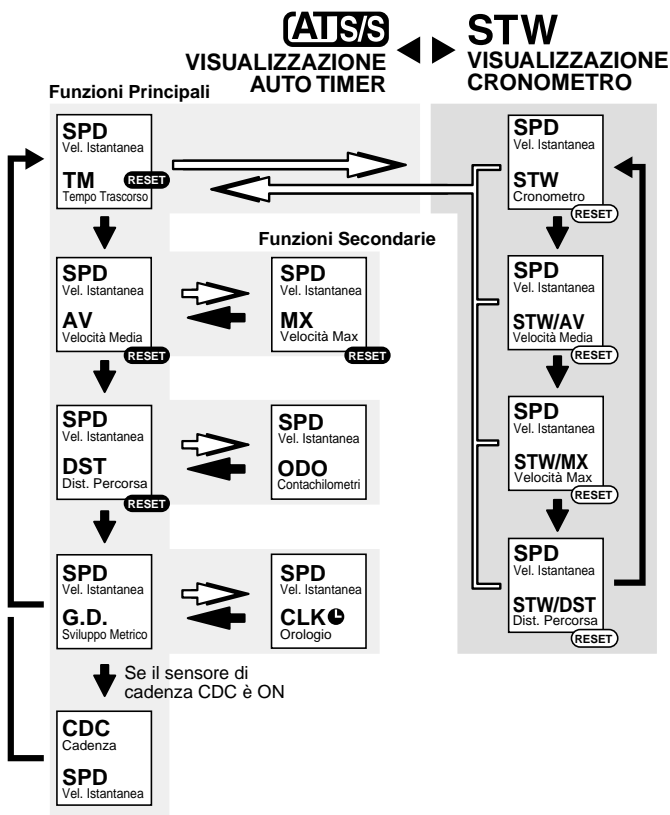 ATS/S
VISUALIZZAZIONE
AUTO TIMER
STW
VISUALIZZAZIONE
CRONOMETRO
Funzioni Principali
SPD
Vel. Istantanea
TM
Tempo Trascorso
RESET
SPD
Vel. Istantanea
STW
Cronometro
RESET
Funzioni Secondarie
SPD
Vel. Istantanea
AV
Velocità Media
RESET
SPD
Vel. Istantanea
MX
Velocità Max
RESET
SPD
Vel. Istantanea
STW/AV
Velocità Media
RESET
SPD
Vel. Istantanea
DST
Dist. Percorsa
RESET
SPD
Vel. Istantanea
ODO
Contachilometri
SPD
Vel. Istantanea
STW/MX
Velocità Max
RESET
SPD
Vel. Istantanea
G.D.
Sviluppo Metrico
SPD
Vel. Istantanea
CLK
Orologio
SPD
Vel. Istantanea
STW/DST
Dist. Percorsa
RESET
Se il sensore di
cadenza CDC è ON
CDC
Cadenza
SPD
Vel. Istantanea